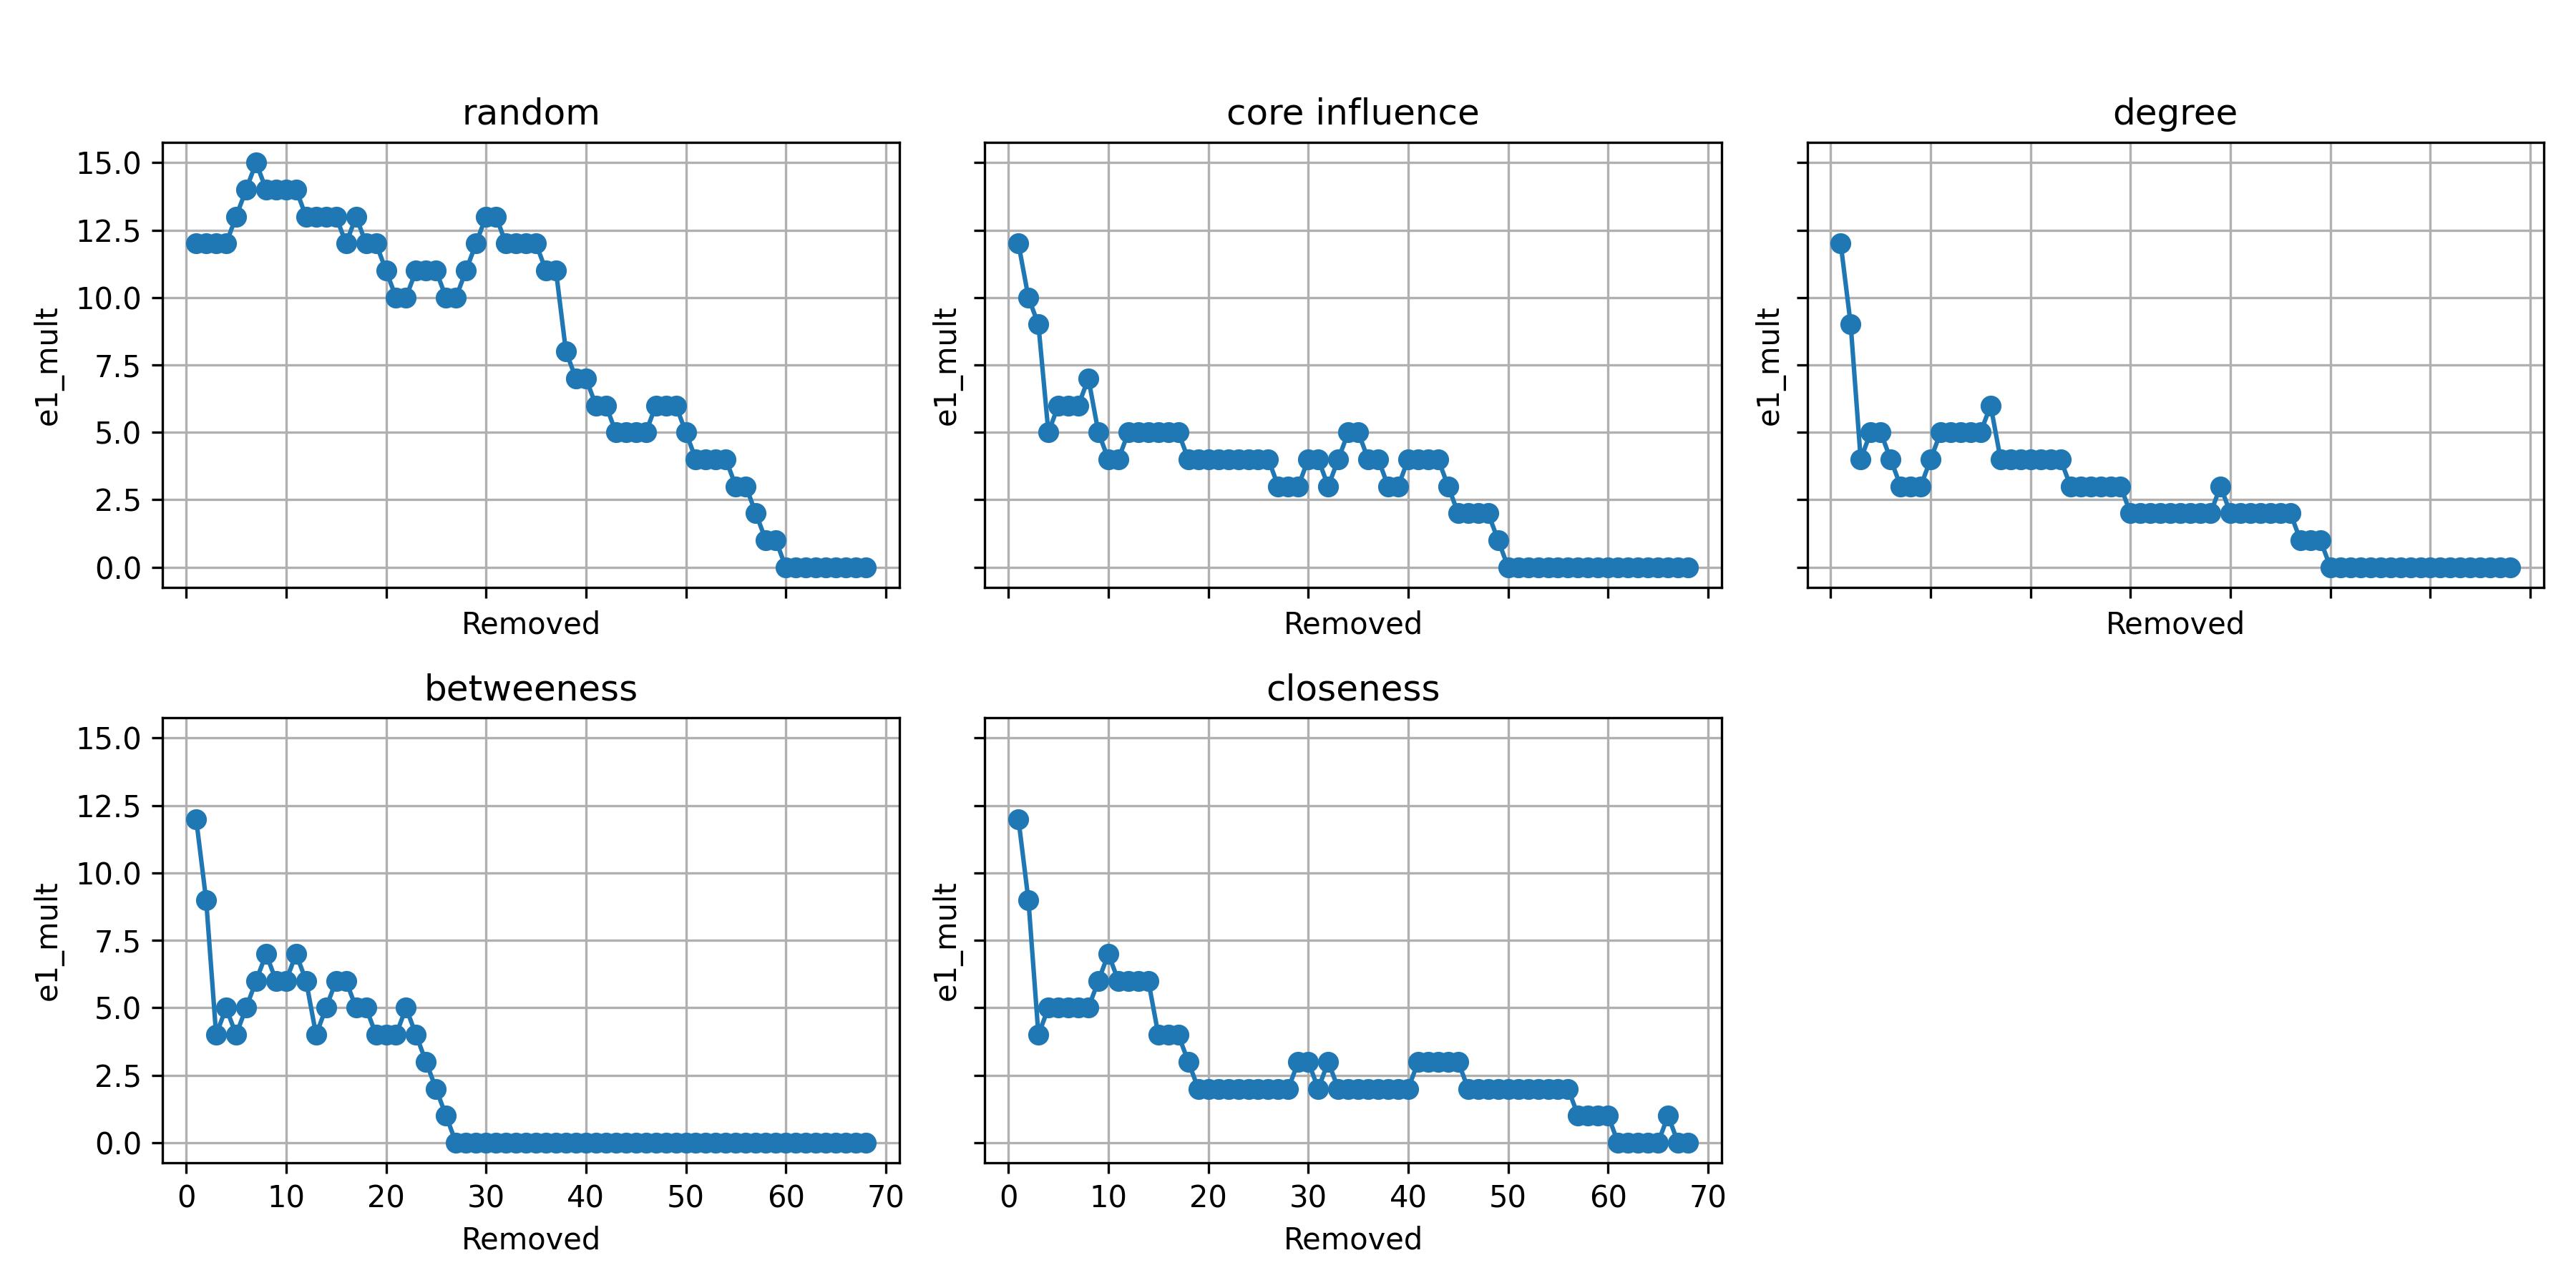 random
15.0
12.5
10.0
7.5
5.0
2.5
0.0
e1_mult
Removed
core influence
e1_mult
Removed
degree
e1_mult
Removed
betweeness
15.0
12.5
10.0
7.5
5.0
2.5
0.0
e1_mult
0 10 20 30 40 50 60 70
Removed
closeness
e1_mult
0 10 20 30 40 50 60 70
Removed